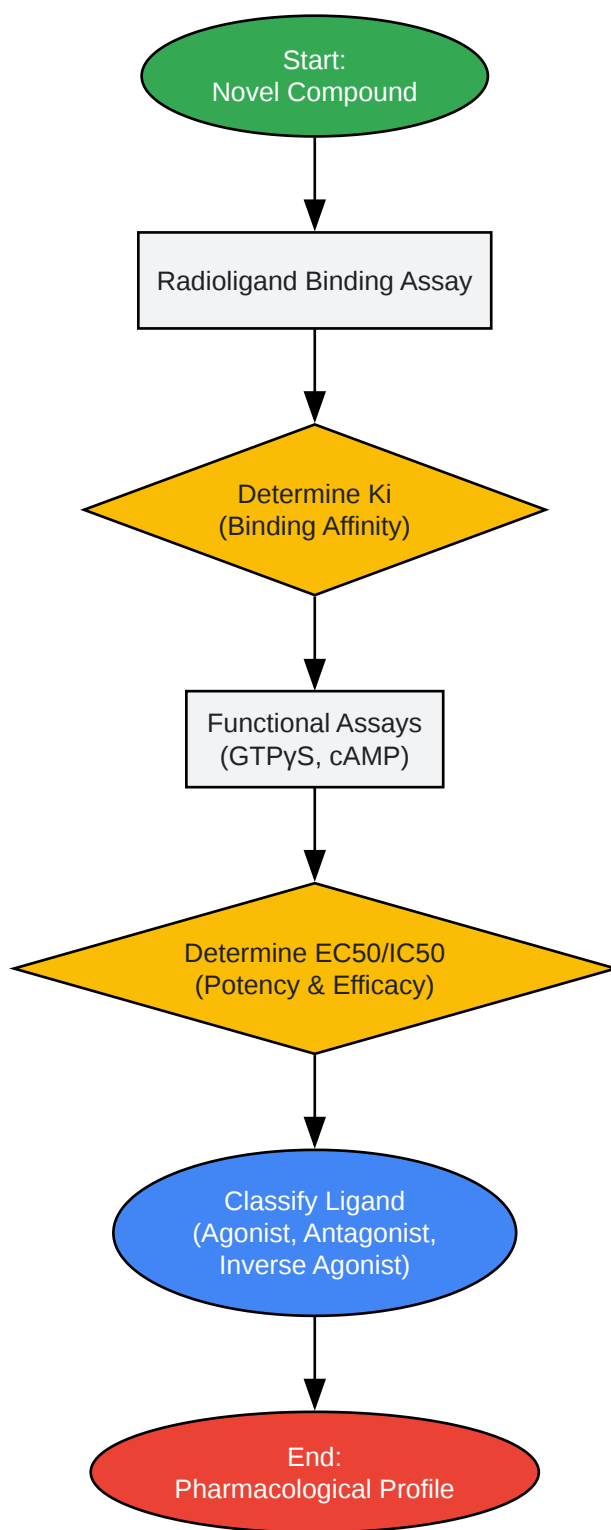 Start:
Novel Compound
Radioligand Binding Assay
Determine Ki
(Binding Affinity)
Functional Assays
(GTPγS, cAMP)
Determine EC50/IC50
(Potency & Efficacy)
Classify Ligand
(Agonist, Antagonist,
Inverse Agonist)
End:
Pharmacological Profile